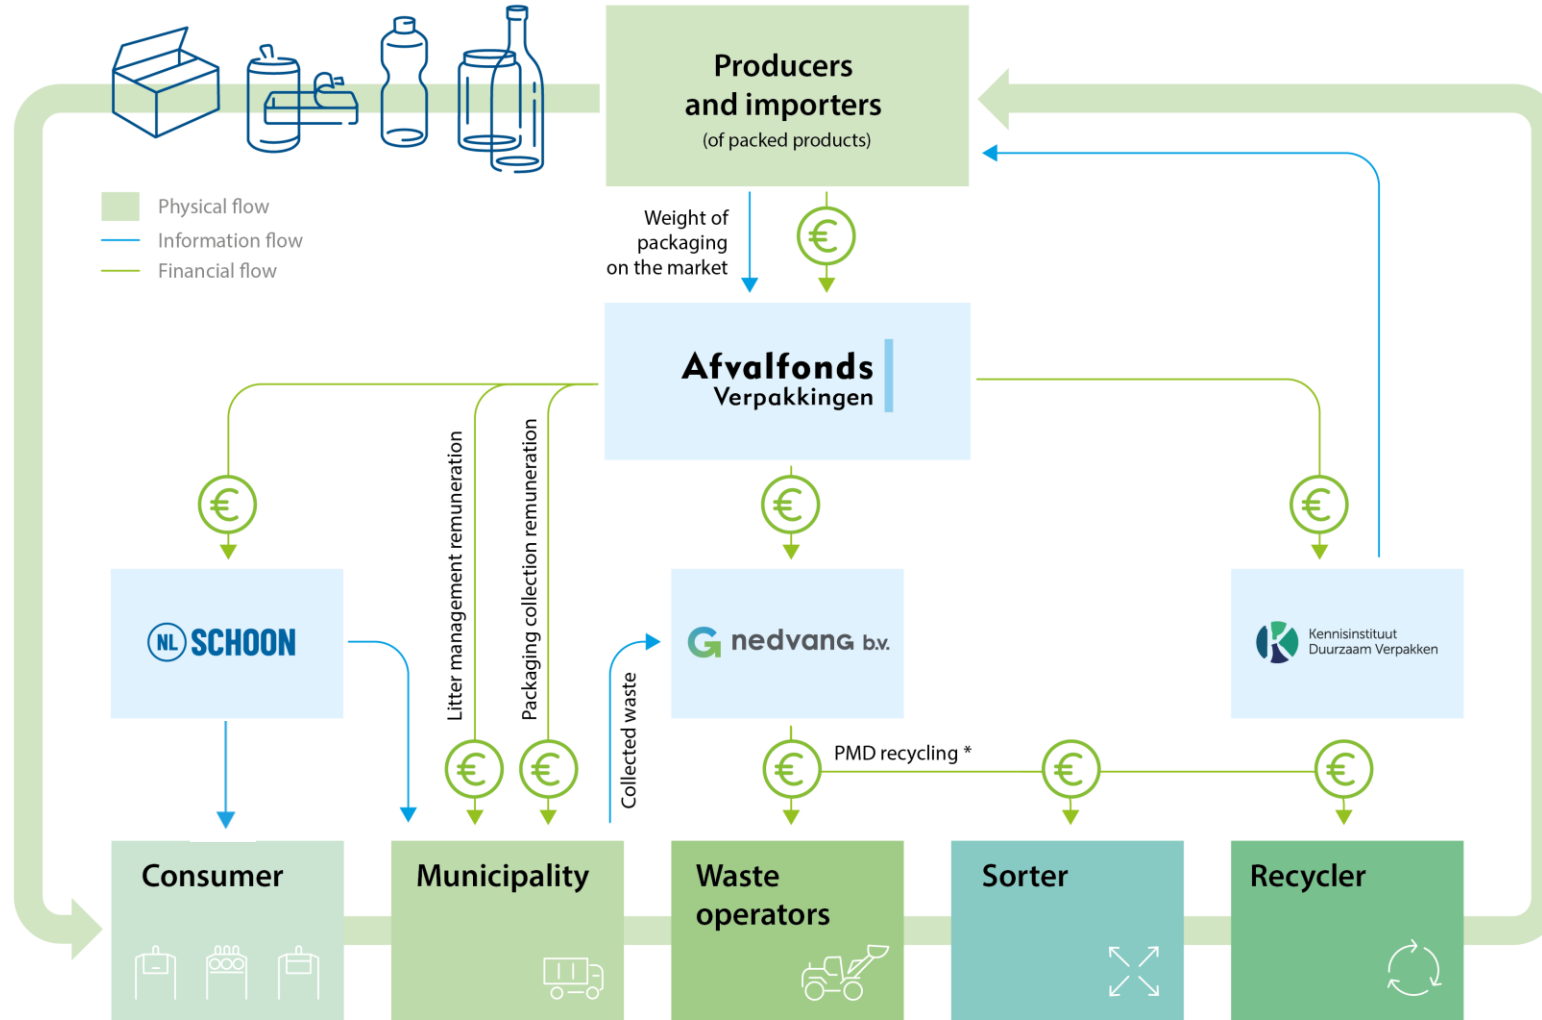 Producers
and importers
(of packed products)
Physical flow
Information flow
Financial flow
Weight of
packaging
on the market
€
Afvalfonds
Verpakkingen
€
€
€
Litter management remuneration
Packaging collection remuneration
NL SCHOON
nedvang b.v.
Kennisinstituut
Duurzaam Verpakken
Collected waste
€
€
€
PMD recycling *
€
€
Consumer
Municipality
Waste
operators
Sorter
Recycler